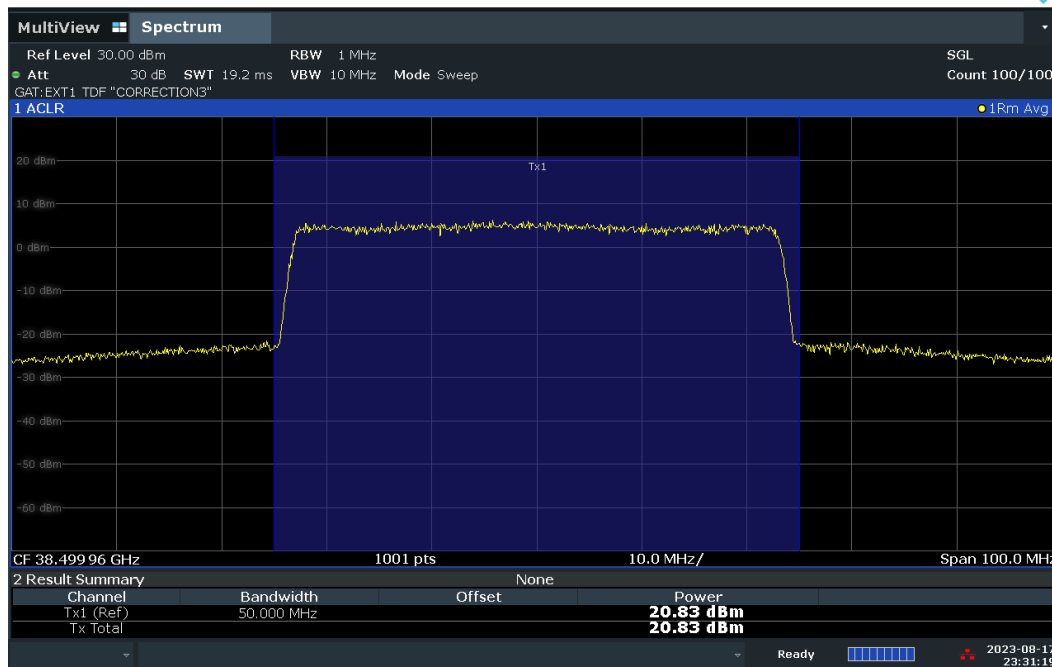 MultiView Spectrum
Ref Level 30.00 dBm RBW 1 MHz SGL
Att 30 dB SWT 19.2 ms VBW 10 MHz Mode Sweep Count 100/100
GAT:EXT1 TDF "CORRECTION3"
1 ACLR 1Rm Avg
Tx1
20 dBm
10 dBm
0 dBm
-10 dBm
-20 dBm
-30 dBm
-40 dBm
-50 dBm
-60 dBm
CF 38.49996 GHz 1001 pts 10.0 MHz/ Span 100.0 MHz
2 Result Summary None
Channel Bandwidth Offset Power
Tx1 (Ref) 50.000 MHz 20.83 dBm
Tx Total 20.83 dBm
Ready 2023-08-17
23:31:15